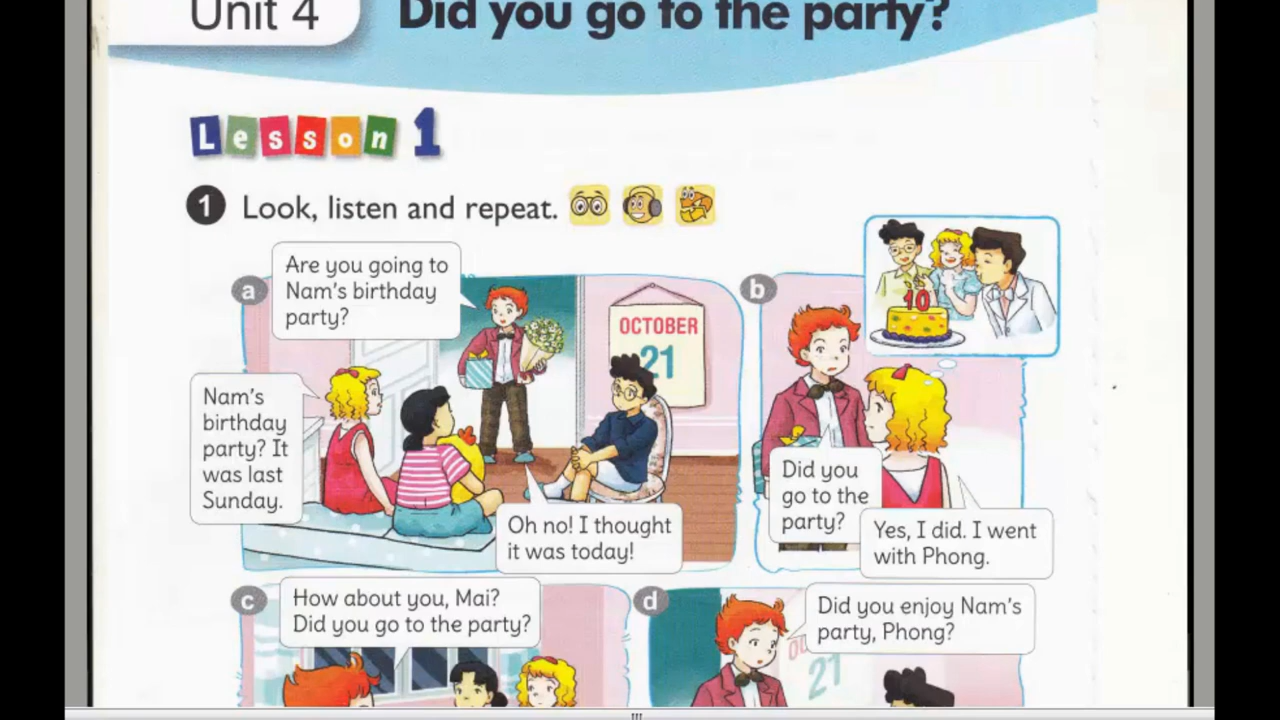 Unit 4
Did you go to the party?
Lesson 1
1 Look, listen and repeat.
a
Are you going to
Nam's birthday
party?
OCTOBER
21
Nam's
birthday
party? It
was last
Sunday.
Oh no! I thought
it was today!
b
10
Did you
go to the
party?
Yes, I did. I went
with Phong.
c
How about you, Mai?
Did you go to the party?
d
Did you enjoy Nam's
party, Phong?
21